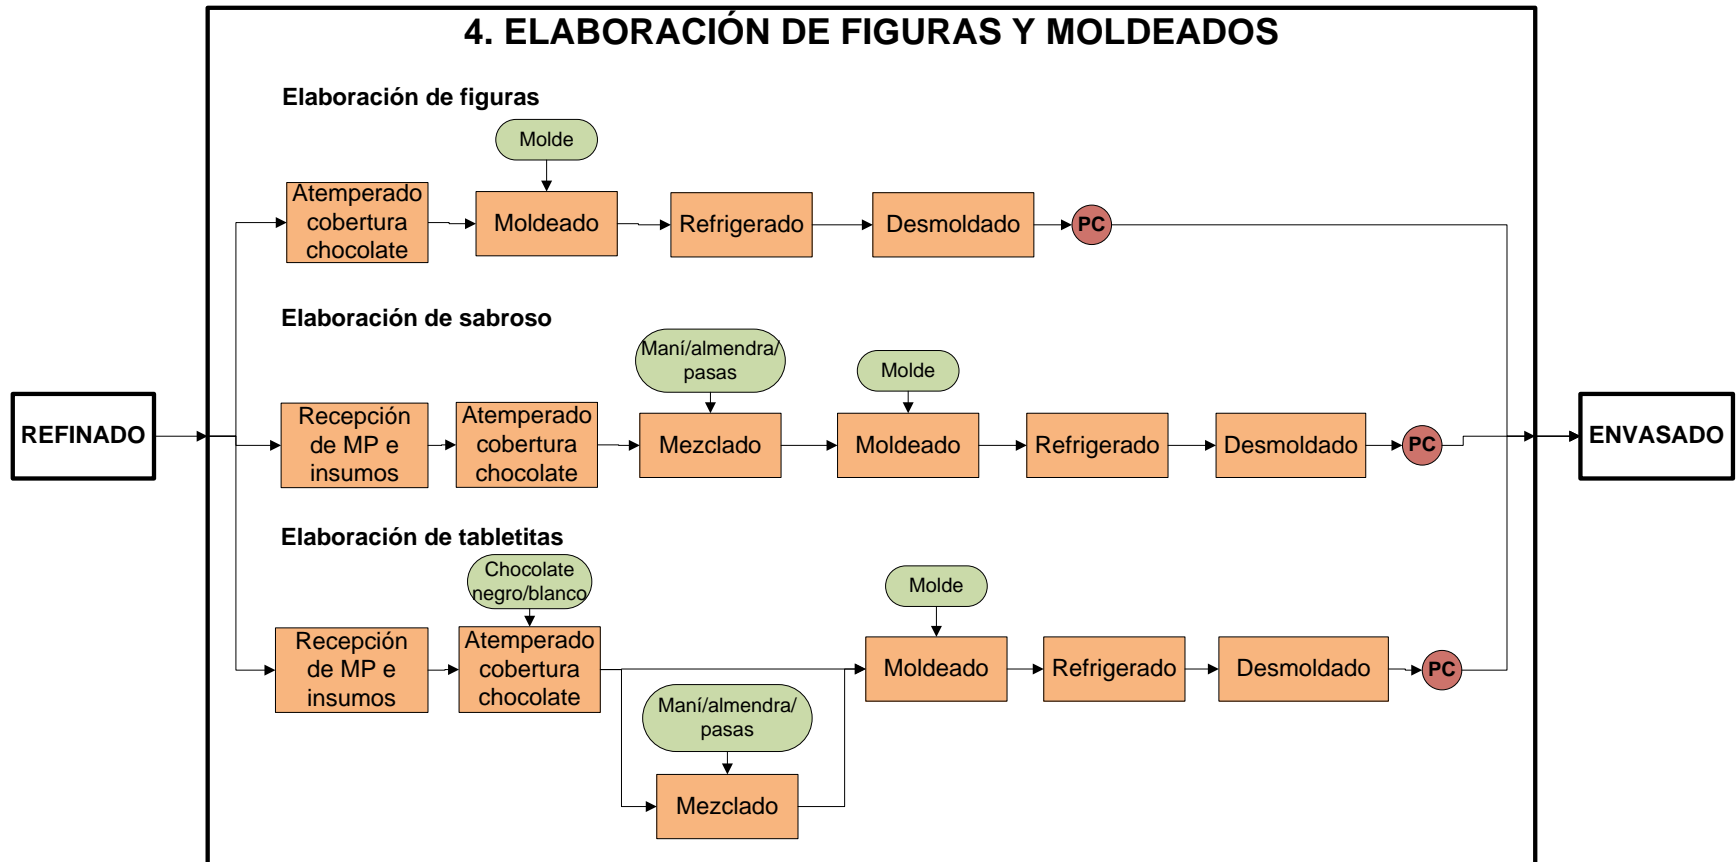 4. ELABORACIÓN DE FIGURAS Y MOLDEADOS
Elaboración de figuras
Molde
Atemperado
cobertura
chocolate
Moldeado
Refrigerado
Desmoldado
PC
Elaboración de sabroso
Maní/almendra/
pasas
Molde
REFINADO
Recepción
de MP e
insumos
Atemperado
cobertura
chocolate
Mezclado
Moldeado
Refrigerado
Desmoldado
PC
ENVASADO
Elaboración de tabletitas
Chocolate
negro/blanco
Molde
Recepción
de MP e
insumos
Atemperado
cobertura
chocolate
Moldeado
Refrigerado
Desmoldado
PC
Maní/almendra/
pasas
Mezclado